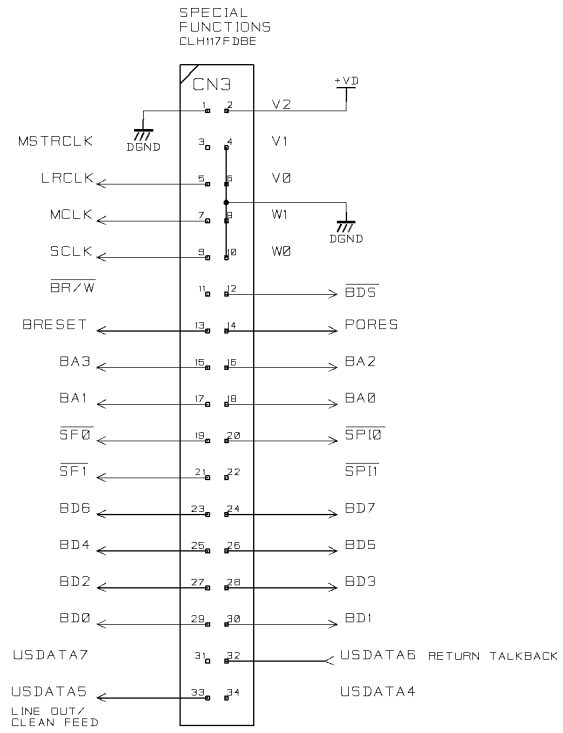 SPECIAL
FUNCTIONS
CLH117FDBE
CN3
+VD
1 2 V2
DGND
MSTRCLK 3 4 V1
LRCLK 5 6 V0
MCLK 7 8 W1
DGND
SCLK 9 10 W0
BR/W 11 12 BDS
BRESET 13 14 PORES
BA3 15 16 BA2
BA1 17 18 BA0
SF0 19 20 SPI0
SF1 21 22 SPI1
BD6 23 24 BD7
BD4 25 26 BD5
BD2 27 28 BD3
BD0 29 30 BD1
USDATA7 31 32 USDATA6 RETURN TALKBACK
USDATA5 33 34 USDATA4
LINE OUT/
CLEAN FEED